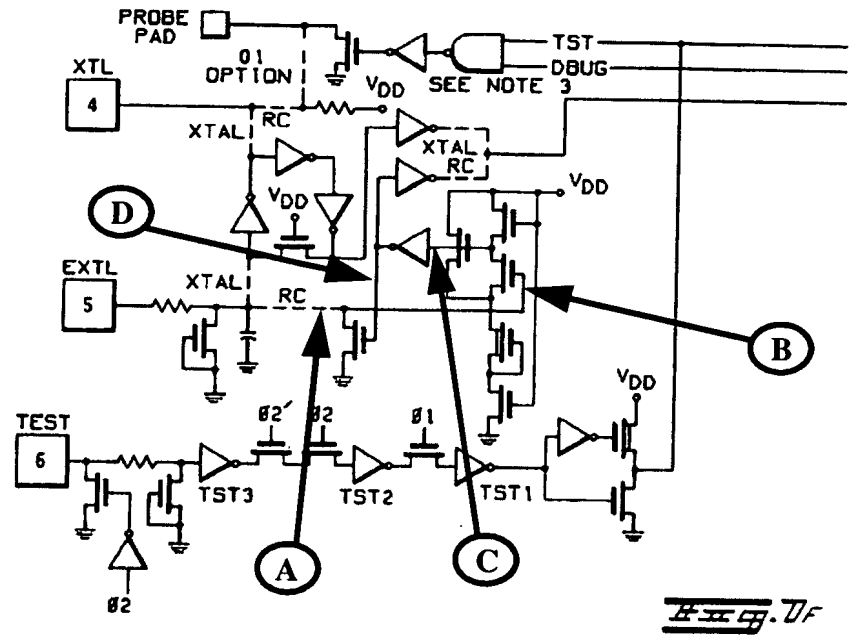 PROBE
PAD
01
OPTION
TST
DBUG
SEE NOTE 3
XTL
4
RC
VDD
XTAL
XTAL
RC
VDD
VDD
D
EXTL
5
XTAL
RC
B
VDD
TEST
6
Ø2'
Ø2
Ø1
TST3
TST2
TST1
A
C
Ø2